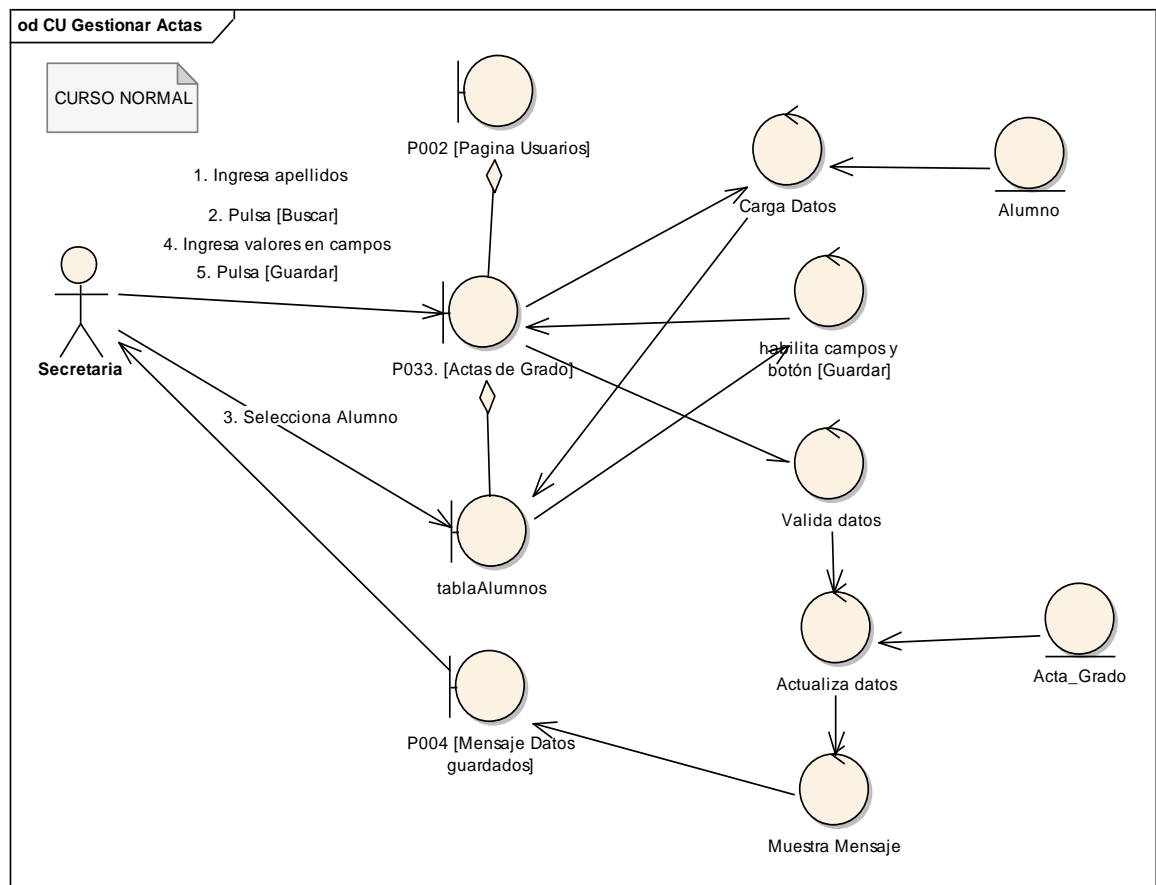 od CU Gestionar Actas
CURSO NORMAL
P002 [Pagina Usuarios]
1. Ingresa apellidos
2. Pulsa [Buscar]
4. Ingresa valores en campos
5. Pulsa [Guardar]
Carga Datos
Alumno
Secretaria
P033. [Actas de Grado]
habilita campos y
botón [Guardar]
3. Selecciona Alumno
Valida datos
tablaAlumnos
Actualiza datos
Acta_Grado
P004 [Mensaje Datos
guardados]
Muestra Mensaje